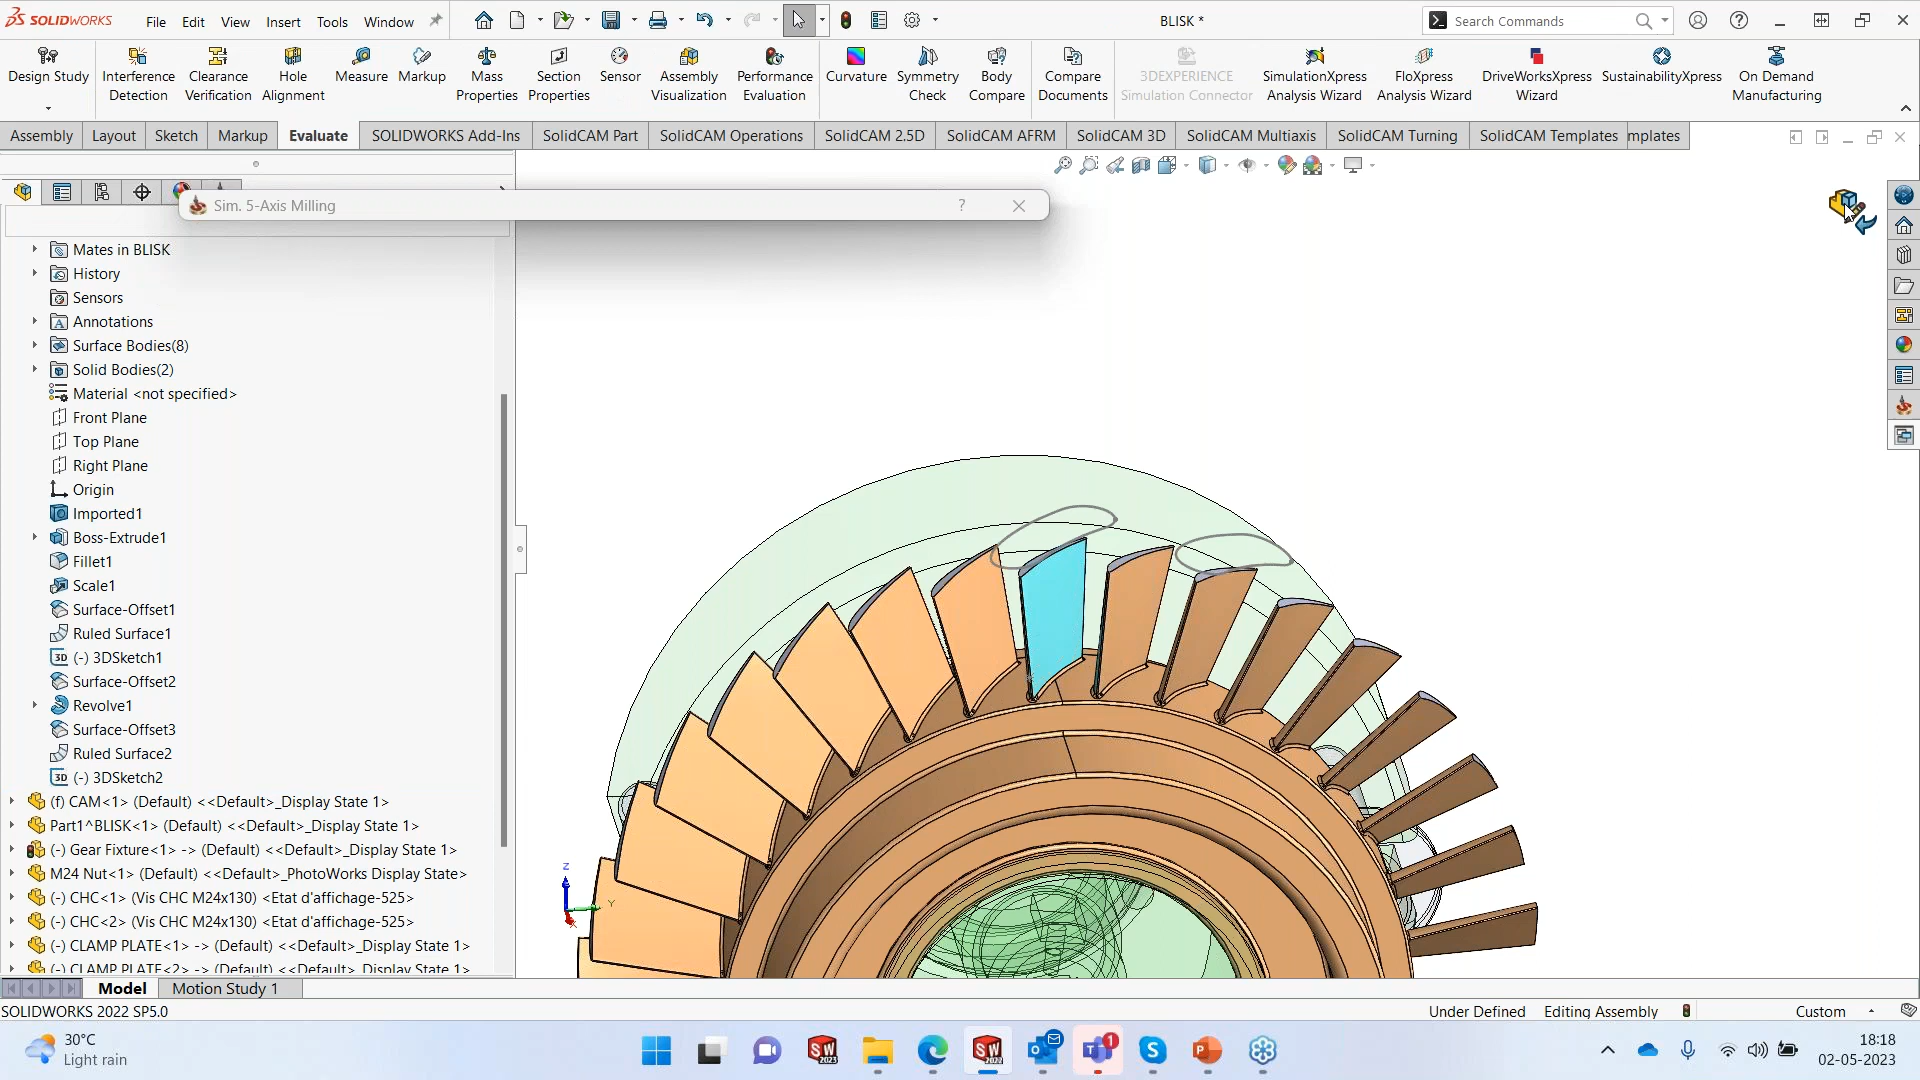 SOLIDWORKS File Edit View Insert Tools Window BLISK * Search Commands
Design Study
Interference Detection
Clearance Verification
Hole Alignment
Measure
Markup
Mass Properties
Section Properties
Sensor
Assembly Visualization
Performance Evaluation
Curvature
Symmetry Check
Body Compare
Compare Documents
3DEXPERIENCE Simulation Connector
SimulationXpress Analysis Wizard
FloXpress Analysis Wizard
DriveWorksXpress Wizard
SustainabilityXpress
On Demand Manufacturing
Assembly Layout Sketch Markup Evaluate SOLIDWORKS Add-Ins SolidCAM Part SolidCAM Operations SolidCAM 2.5D SolidCAM AFRM SolidCAM 3D SolidCAM Multiaxis SolidCAM Turning SolidCAM Templates mplates
Sim. 5-Axis Milling ?
Mates in BLISK
History
Sensors
Annotations
Surface Bodies(8)
Solid Bodies(2)
Material <not specified>
Front Plane
Top Plane
Right Plane
Origin
Imported1
Boss-Extrude1
Fillet1
Scale1
Surface-Offset1
Ruled Surface1
3D (-) 3DSketch1
Surface-Offset2
Revolve1
Surface-Offset3
Ruled Surface2
3D (-) 3DSketch2
(f) CAM<1> (Default) <<Default>_Display State 1>
Part1^BLISK<1> (Default) <<Default>_Display State 1>
(-) Gear Fixture<1> -> (Default) <<Default>_Display State 1>
M24 Nut<1> (Default) <<Default>_PhotoWorks Display State>
(-) CHC<1> (Vis CHC M24x130) <Etat d'affichage-525>
(-) CHC<2> (Vis CHC M24x130) <Etat d'affichage-525>
(-) CLAMP PLATE<1> -> (Default) <<Default>_Display State 1>
(-) CLAMP PLATE<2> -> (Default) <<Default>_Display State 1>
Z
Y
X
Model Motion Study 1
SOLIDWORKS 2022 SP5.0 Under Defined Editing Assembly Custom
30°C
Light rain
SW 2023
SW 2022
1
18:18
02-05-2023